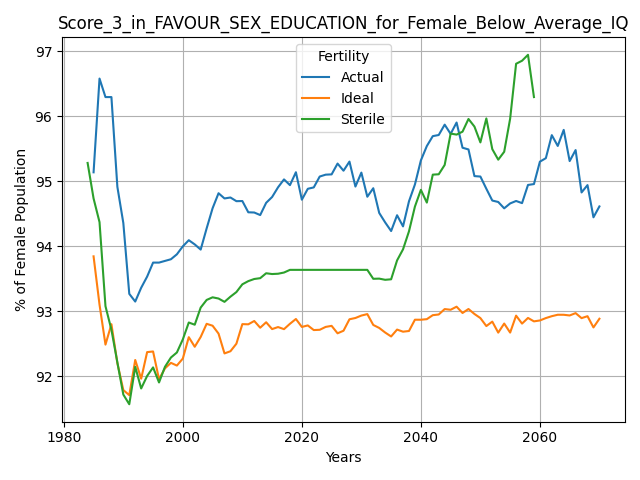 Score_3_in_FAVOUR_SEX_EDUCATION_for_Female_Below_Average_IQ
Fertility
Actual
Ideal
Sterile
% of Female Population
97
96
95
94
93
92
1980
2000
2020
2040
2060
Years